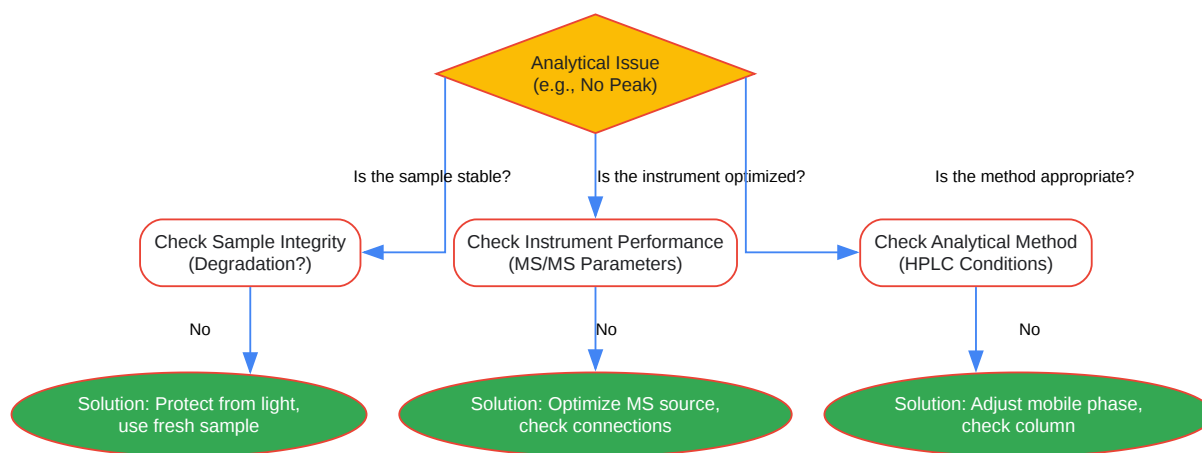 Analytical Issue
(e.g., No Peak)
Is the sample stable?
Is the instrument optimized?
Is the method appropriate?
Check Sample Integrity
(Degradation?)
Check Instrument Performance
(MS/MS Parameters)
Check Analytical Method
(HPLC Conditions)
No
No
No
Solution: Protect from light,
use fresh sample
Solution: Optimize MS source,
check connections
Solution: Adjust mobile phase,
check column